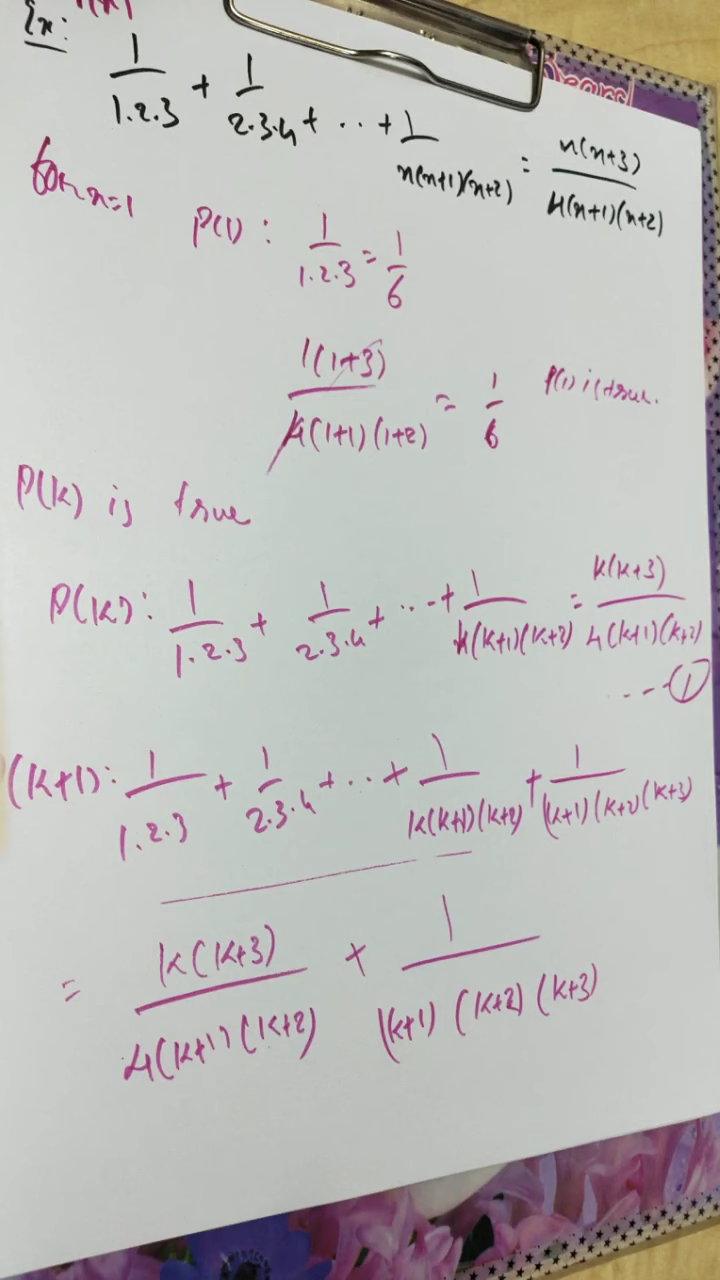 Ex:
1/1.2.3 + 1/2.3.4 + ... + 1/n(n+1)(n+2) = n(n+3)/4(n+1)(n+2)
for n=1
P(1) : 1/1.2.3 = 1/6
1(1+3)/4(1+1)(1+2) = 1/6 P(1) is true.
P(k) is true
P(k): 1/1.2.3 + 1/2.3.4 + ... + 1/k(k+1)(k+2) = k(k+3)/4(k+1)(k+2)
... (1)
(k+1): 1/1.2.3 + 1/2.3.4 + ... + 1/k(k+1)(k+2) + 1/(k+1)(k+2)(k+3)
= k(k+3)/4(k+1)(k+2) + 1/(k+1)(k+2)(k+3)